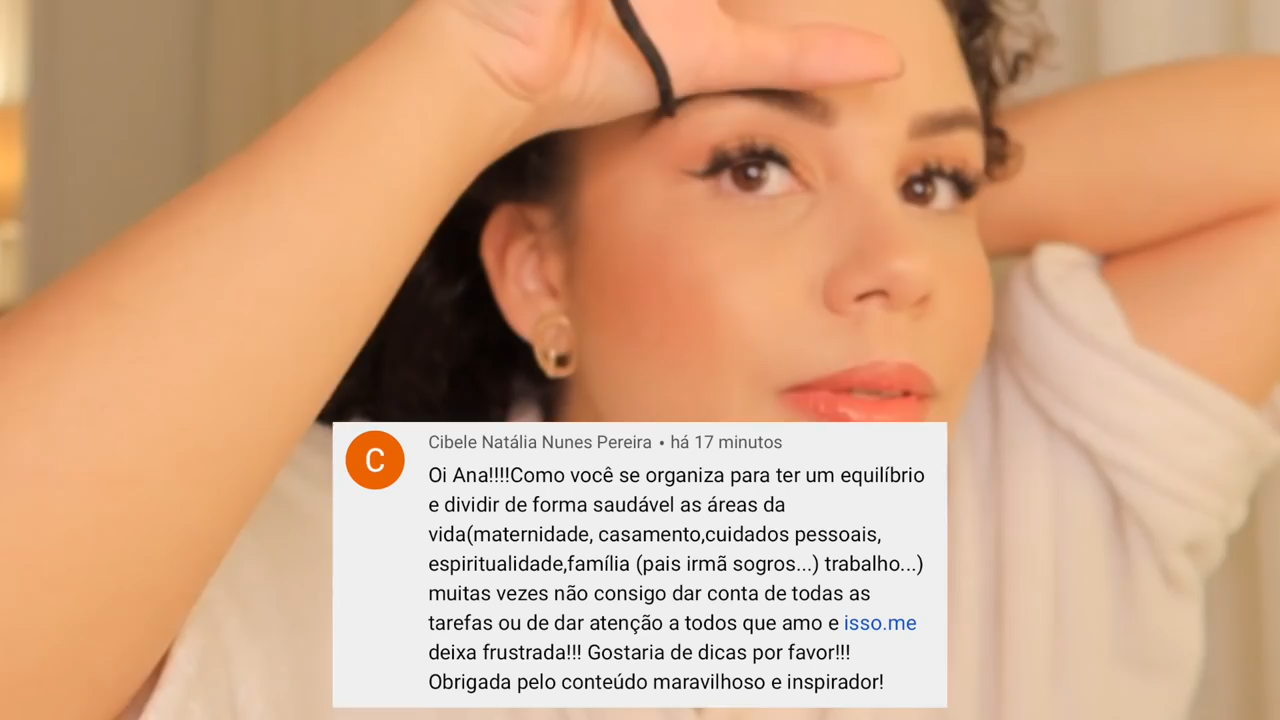 C
Cibele Natália Nunes Pereira • há 17 minutos
Oi Ana!!!!Como você se organiza para ter um equilíbrio
e dividir de forma saudável as áreas da
vida(maternidade, casamento,cuidados pessoais,
espiritualidade,família (pais irmã sogros...) trabalho...)
muitas vezes não consigo dar conta de todas as
tarefas ou de dar atenção a todos que amo e isso.me
deixa frustrada!!! Gostaria de dicas por favor!!!
Obrigada pelo conteúdo maravilhoso e inspirador!